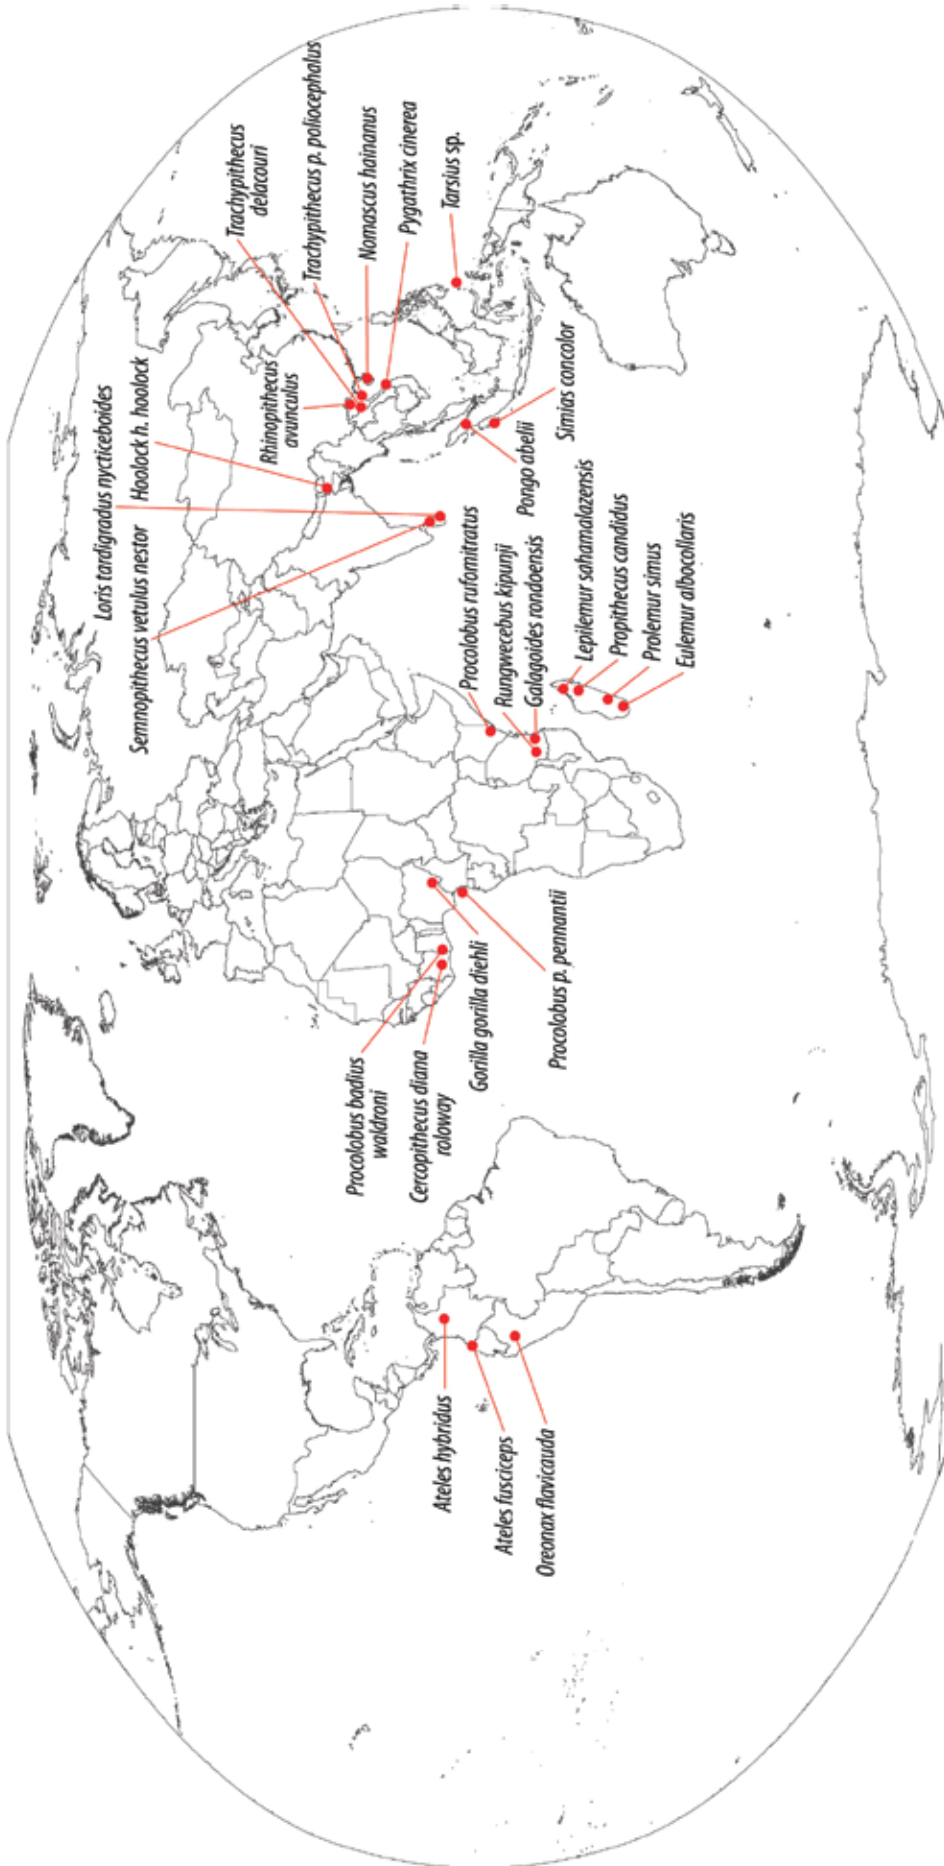 Ateles hybridus
Ateles fusciceps
Oreonax flavicauda
Procolobus badius
waldroni
Cercopithecus diana
roloway
Gorilla gorilla diehli
Procolobus p. pennantii
Semnopithecus vetulus nestor
Loris tardigradus nycticeboides
Hoolock h. hoolock
Rhinopithecus
avunculus
Trachypithecus
delacouri
Trachypithecus p. poliocephalus
Nomascus hainanus
Pygathrix cinerea
Tarsius sp.
Procolobus rufomitratus
Rungwecebus kipunji
Galagoides rondoensis
Pongo abelii
Simias concolor
Lepilemur sahamalazensis
Propithecus candidus
Prolemur simus
Eulemur albocollaris